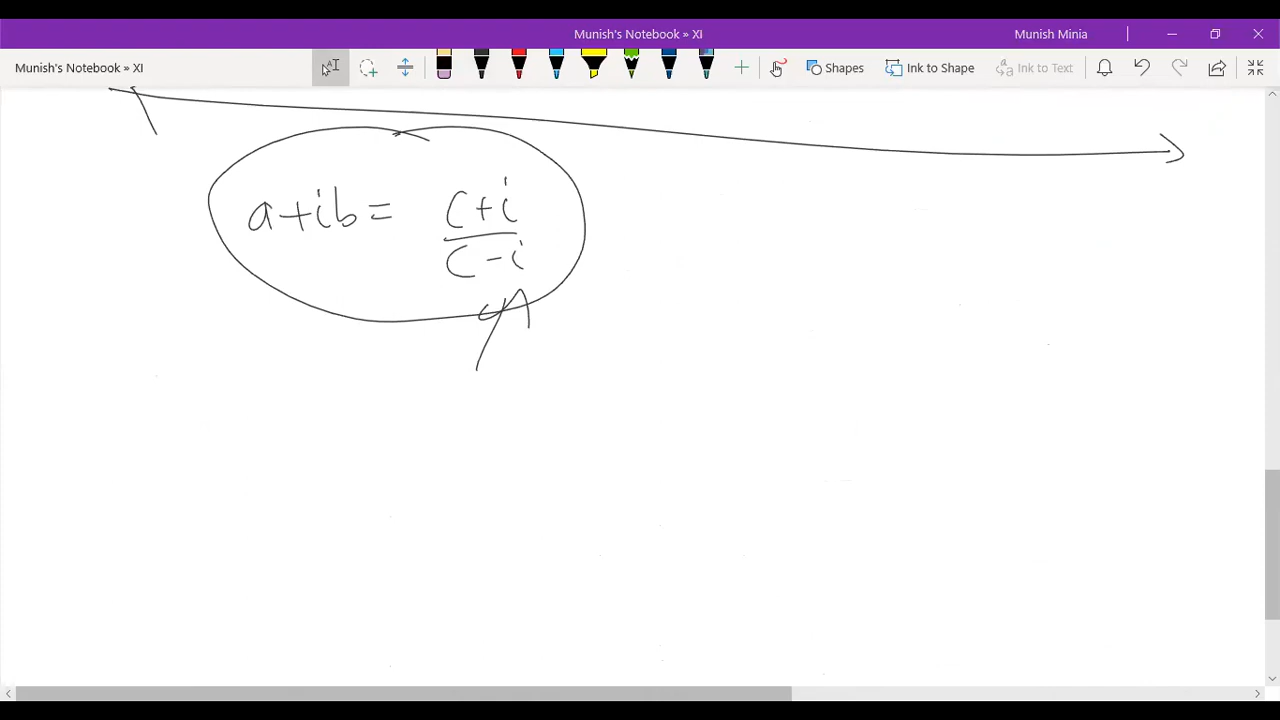 Munish's Notebook » XI
Munish Minia
Munish's Notebook » XI
Shapes
Ink to Shape
Ink to Text
a+ib = c+i
c-i